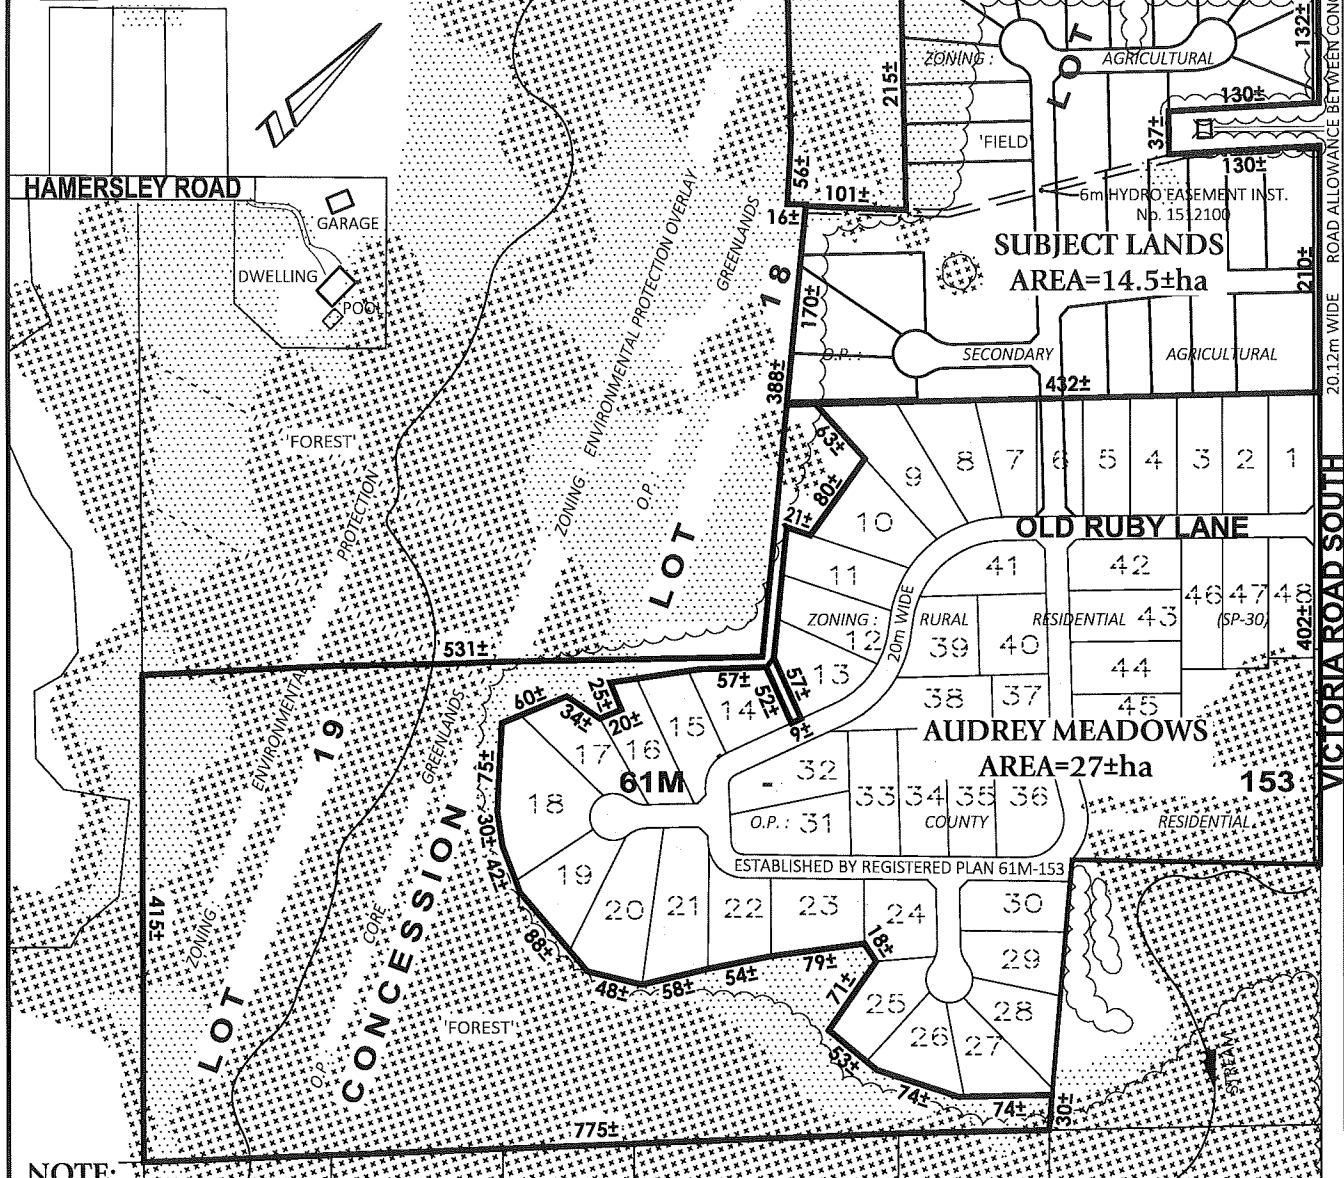 132±
ROAD ALLOWANCE BETWEEN CONC
20.12m WIDE
ZONING :
AGRICULTURAL
LOT
215±
130±
37±
130±
'FIELD'
HAMERSLEY ROAD
GARAGE
DWELLING
POOL
56±
101±
16±
6m HYDRO EASEMENT INST.
No. 1512100
SUBJECT LANDS
AREA=14.5±ha
210±
18
170±
388±
O.P. :
SECONDARY
AGRICULTURAL
432±
ENVIRONMENTAL PROTECTION OVERLAY
ZONING
GREENLANDS
O.P :
LOT
'FOREST'
PROTECTION
ENVIRONMENTAL
ZONING :
63±
80±
21±
9
8
7
6
5
4
3
2
1
10
OLD RUBY LANE
VICTORIA ROAD SOUTH
11
41
42
46
47
48
(SP-30)
402±
ZONING :
RURAL
RESIDENTIAL
43
12
20m WIDE
39
40
44
13
38
37
45
531±
57±
57±
52±
9±
60±
25±
34±
20±
14
15
16
17
AUDREY MEADOWS
AREA=27±ha
19
GREENLANDS
CORE
O.P.
LOT
CONCESSION
75±
30±
42±
88±
18
61M
-
153
32
33
34
35
36
31
O.P. :
COUNTY
RESIDENTIAL
ESTABLISHED BY REGISTERED PLAN 61M-153
19
20
21
22
23
24
30
29
415±
48±
58±
54±
79±
18±
71±
25
26
27
28
'FOREST'
53±
74±
74±
30±
STREAM
775±
NOTE: